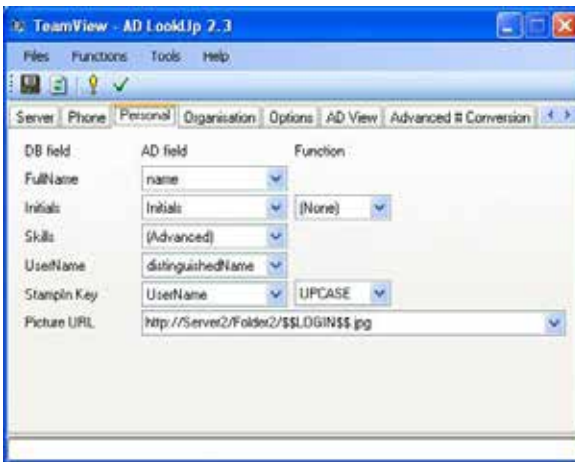 TeamView - AD LookUp 2.3
Files Functions Tools Help
Server Phone Personal Organisation Options AD View Advanced # Conversion
DB field AD field Function
FullName name
Initials Initials (None)
Skills (Advanced)
UserName distinguishedName
StampIn Key UserName UPCASE
Picture URL http://Server2/Folder2/$$LOGIN$$.jpg